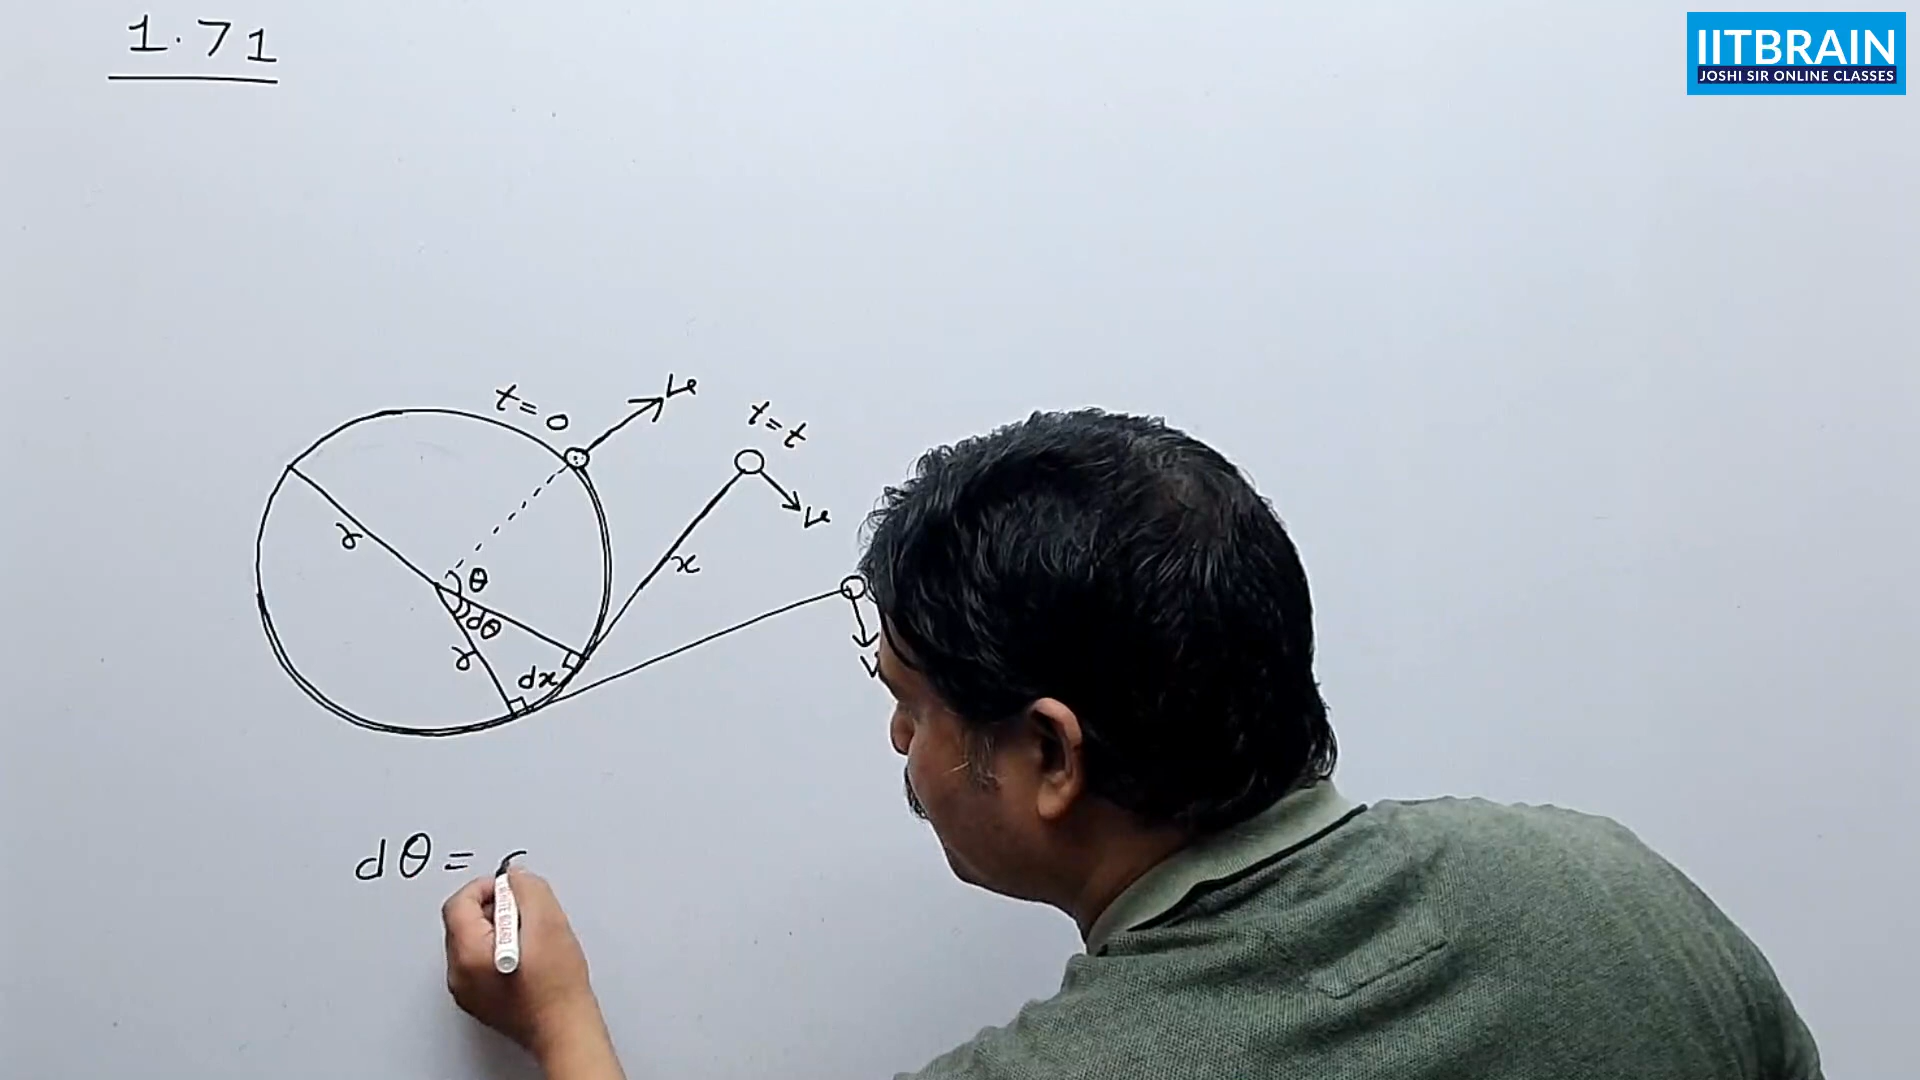 1.71
IITBRAIN
JOSHI SIR ONLINE CLASSES
t=0
v
t=t
v
r
θ
x
dθ
r
dx
dθ=